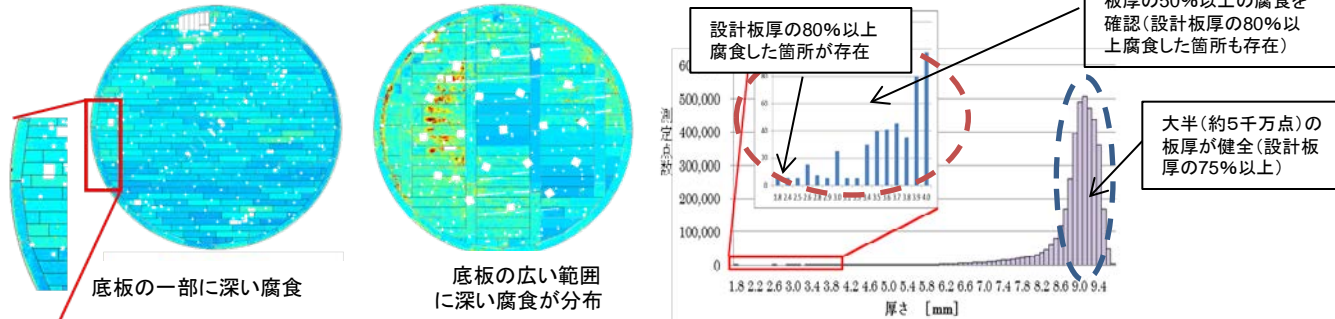 底板の一部に深い腐食
底板の広い範囲
に深い腐食が分布
設計板厚の80%以上
腐食した箇所が存在
板厚の50%以上の腐食を
確認(設計板厚の80%以
上腐食した箇所も存在)
大半(約5千万点)の
板厚が健全(設計板
厚の75%以上)
500,000
400,000
300,000
200,000
100,000
0
60
30
0
1.8 2.2 2.6 3.0 3.4 3.8 4.2 4.6 5.0 5.4 5.8 6.2 6.6 7.0 7.4 7.8 8.2 8.6 9.0 9.4
厚さ [mm]